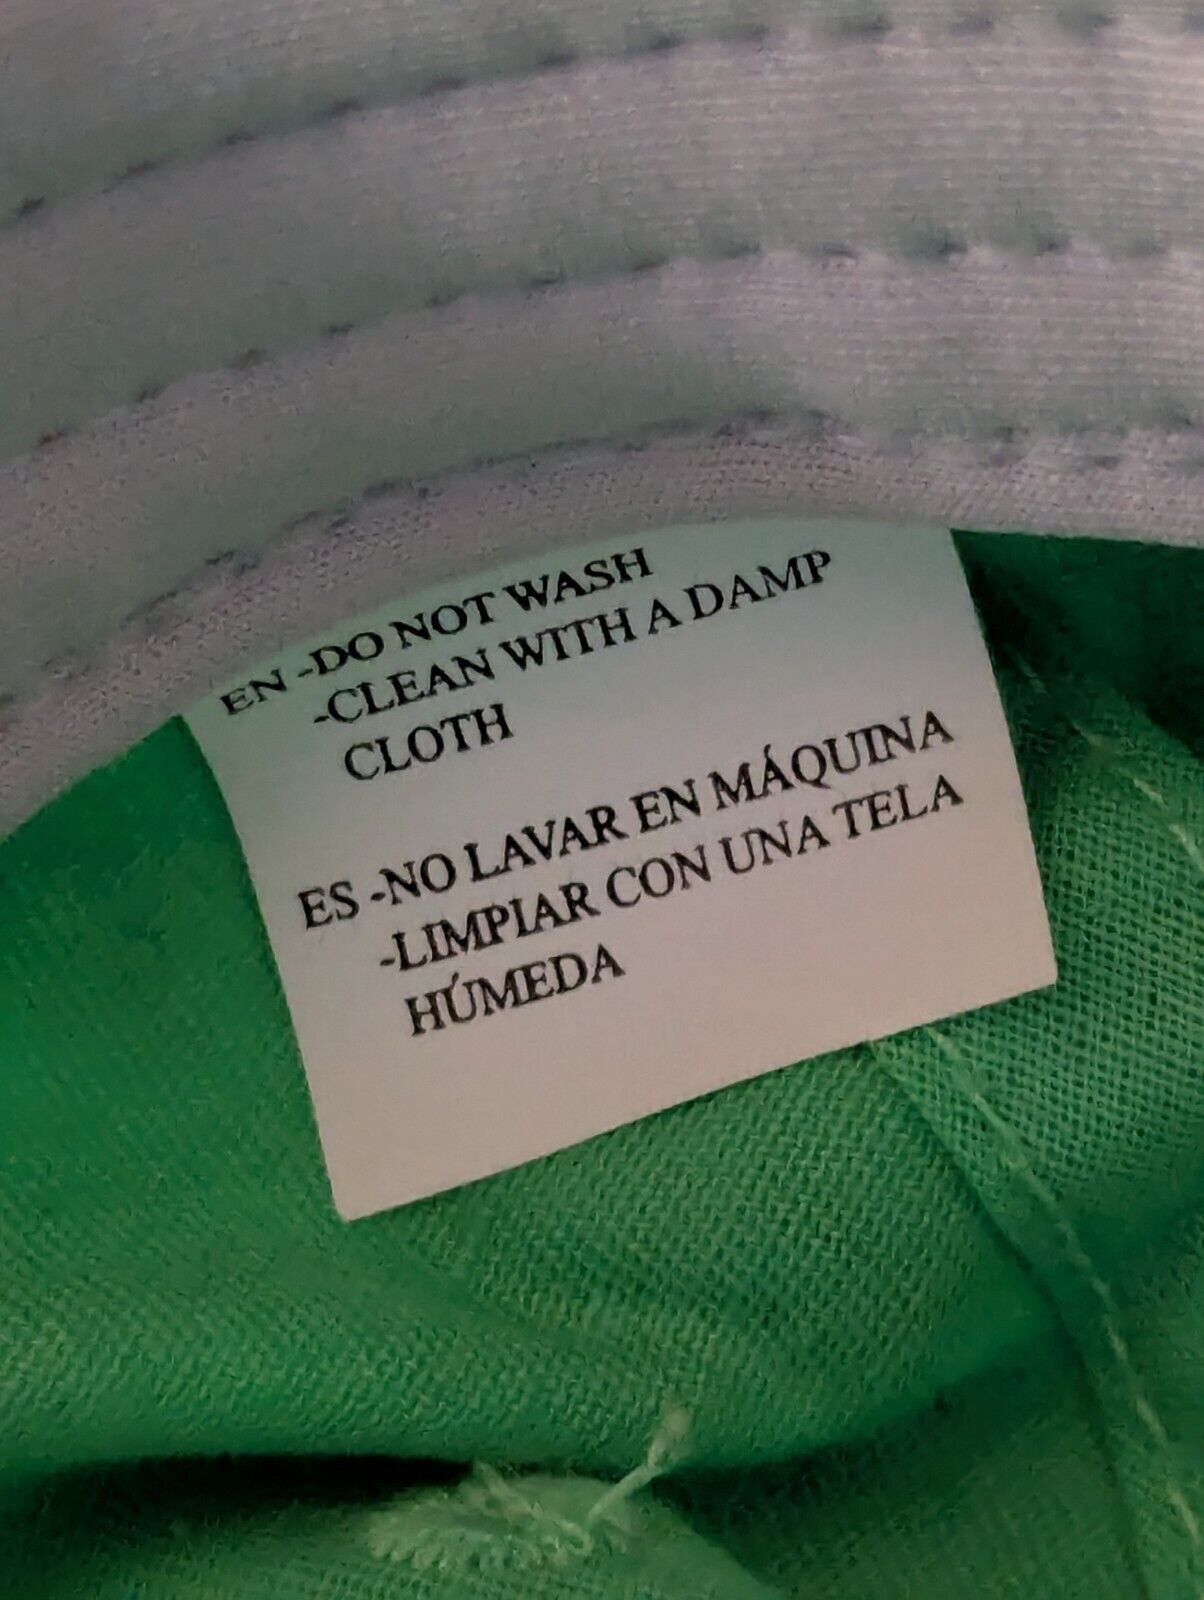 EN -DO NOT WASH
-CLEAN WITH A DAMP
CLOTH
ES -NO LAVAR EN MÁQUINA
-LIMPIAR CON UNA TELA
HÚMEDA